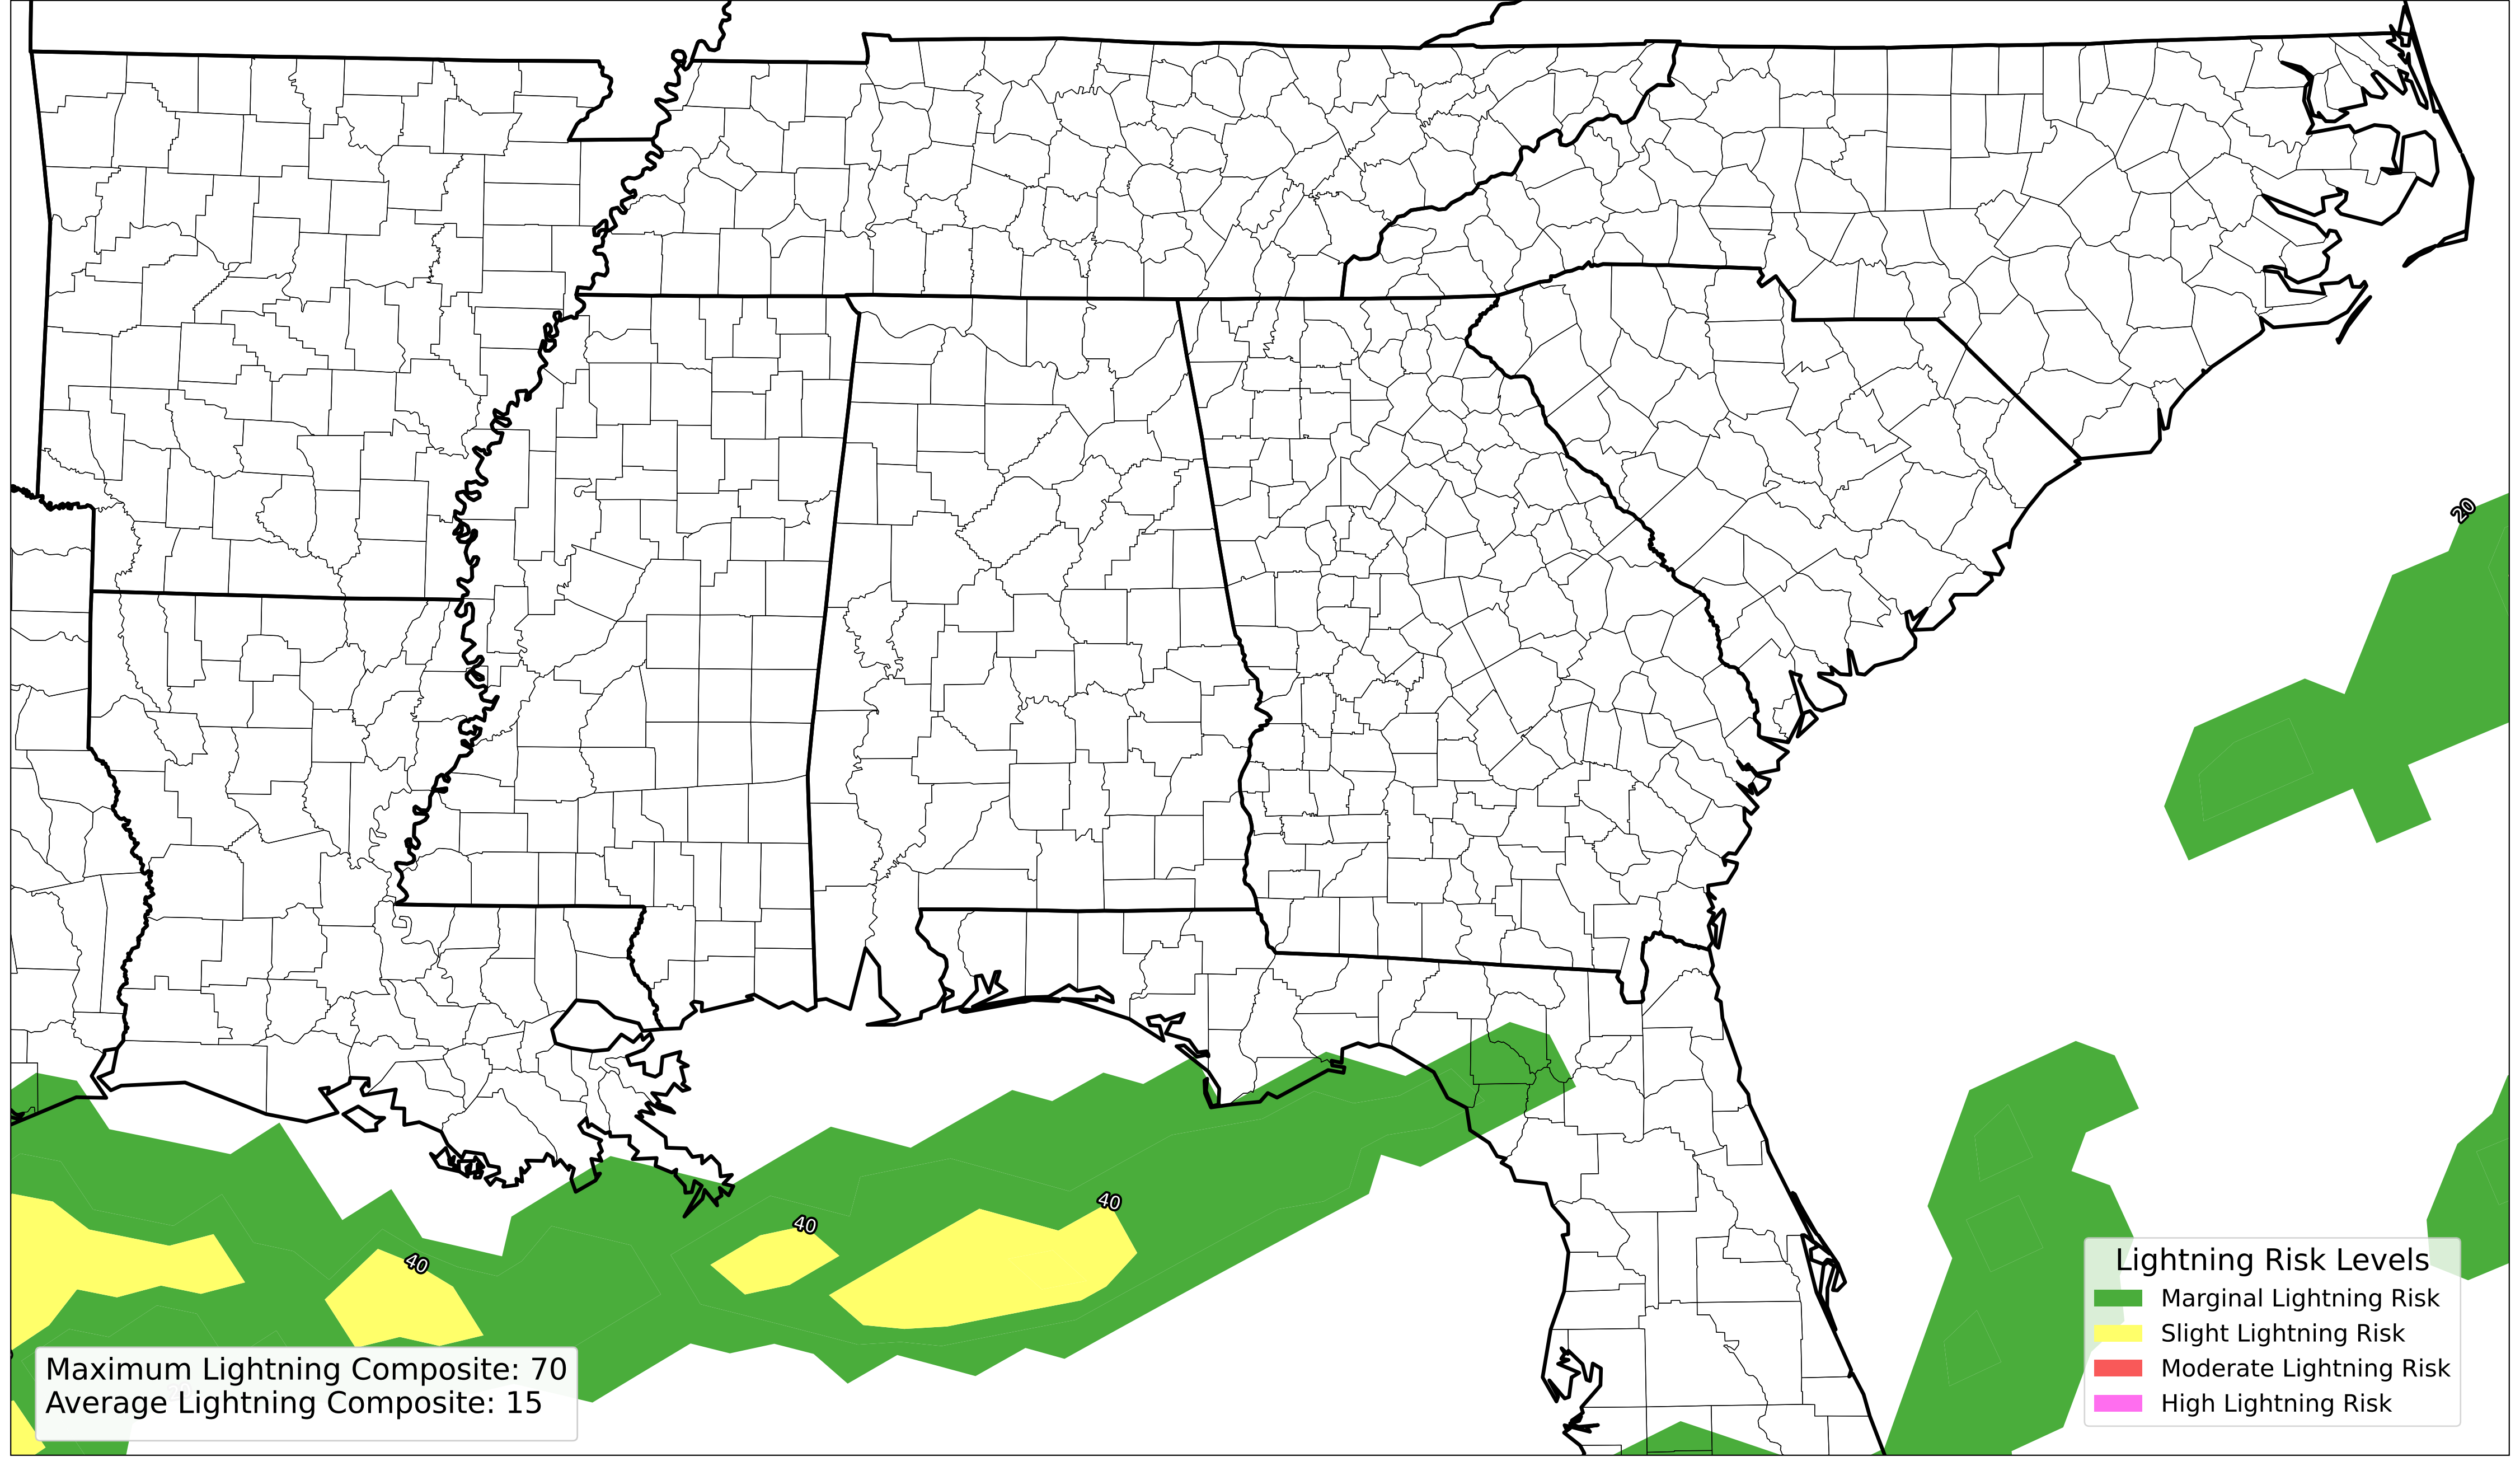 20
40
40
40
Lightning Risk Levels
Marginal Lightning Risk
Slight Lightning Risk
Moderate Lightning Risk
High Lightning Risk
Maximum Lightning Composite: 70
Average Lightning Composite: 15